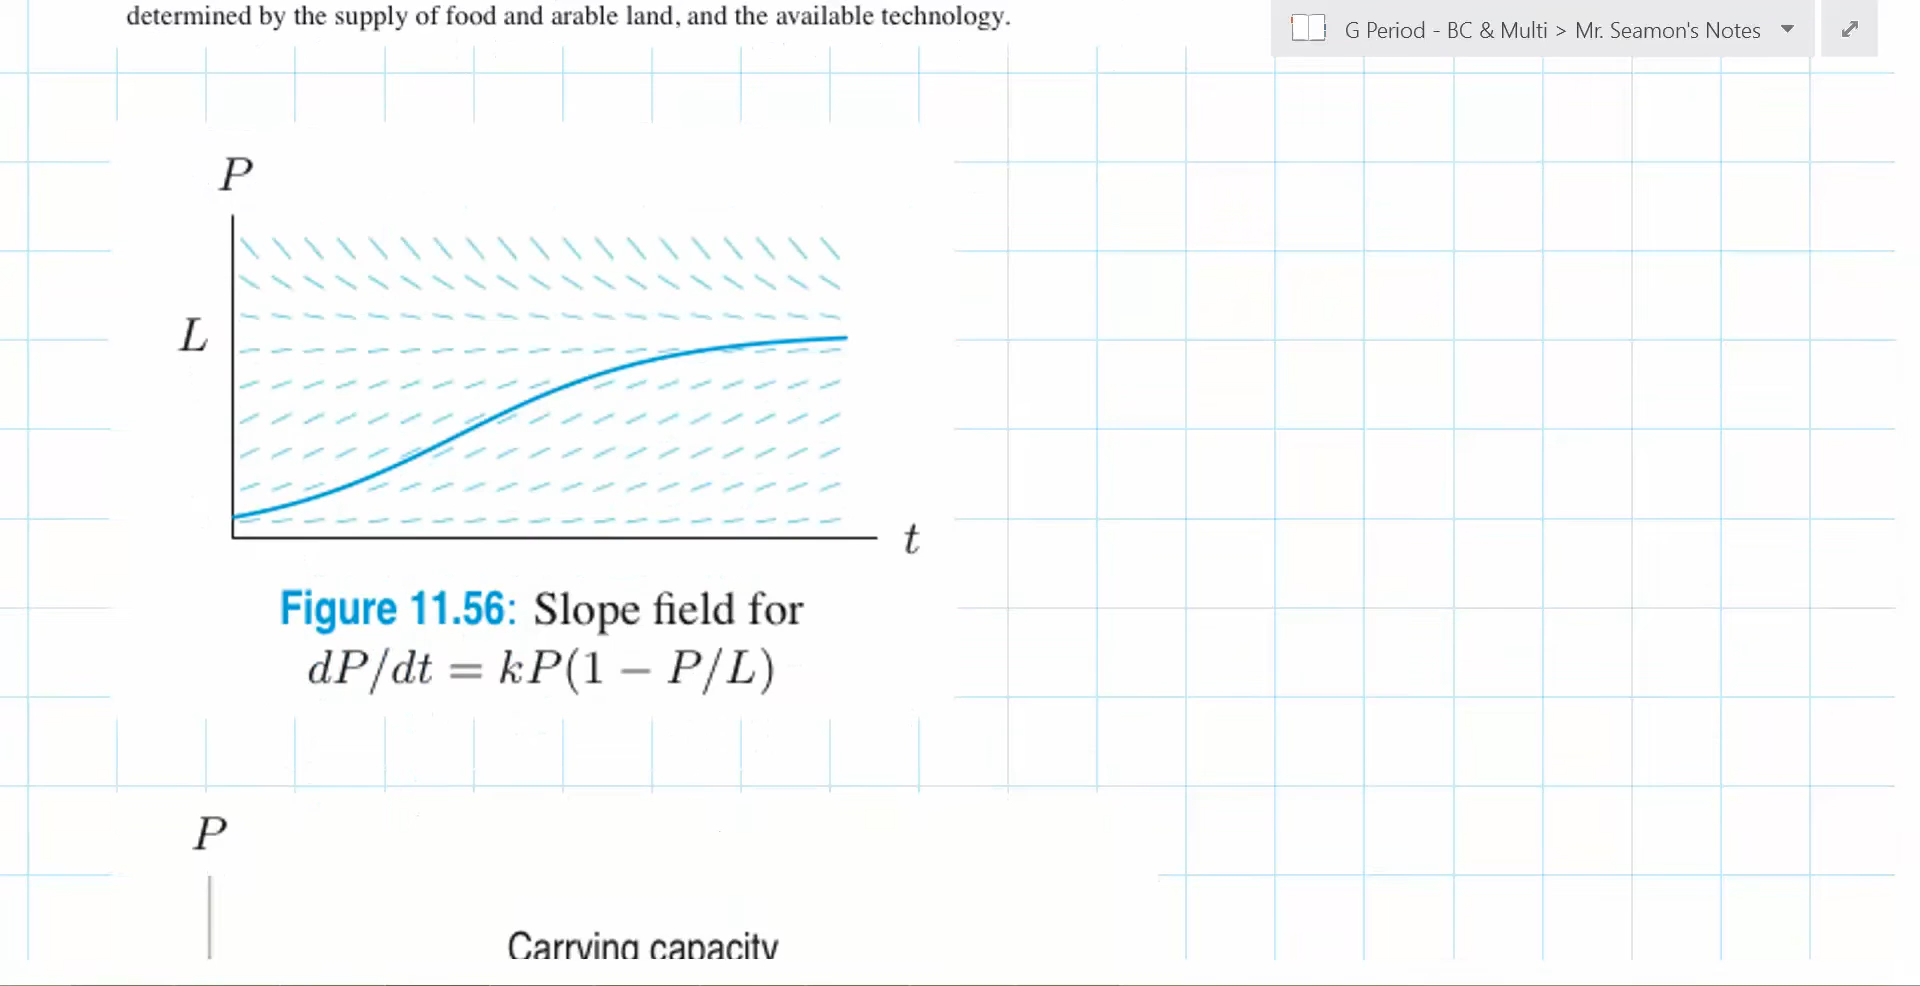 determined by the supply of food and arable land, and the available technology.
G Period - BC & Multi > Mr. Seamon's Notes
P
L
t
Figure 11.56: Slope field for
dP/dt = kP(1 − P/L)
P
Carrying capacity